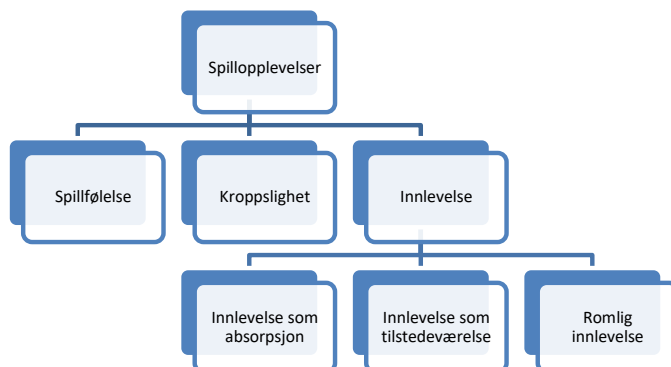 Spillopplevelser
Spillfølelse
Kroppslighet
Innlevelse
Innlevelse som
absorpsjon
Innlevelse som
tilstedeværelse
Romlig
innlevelse